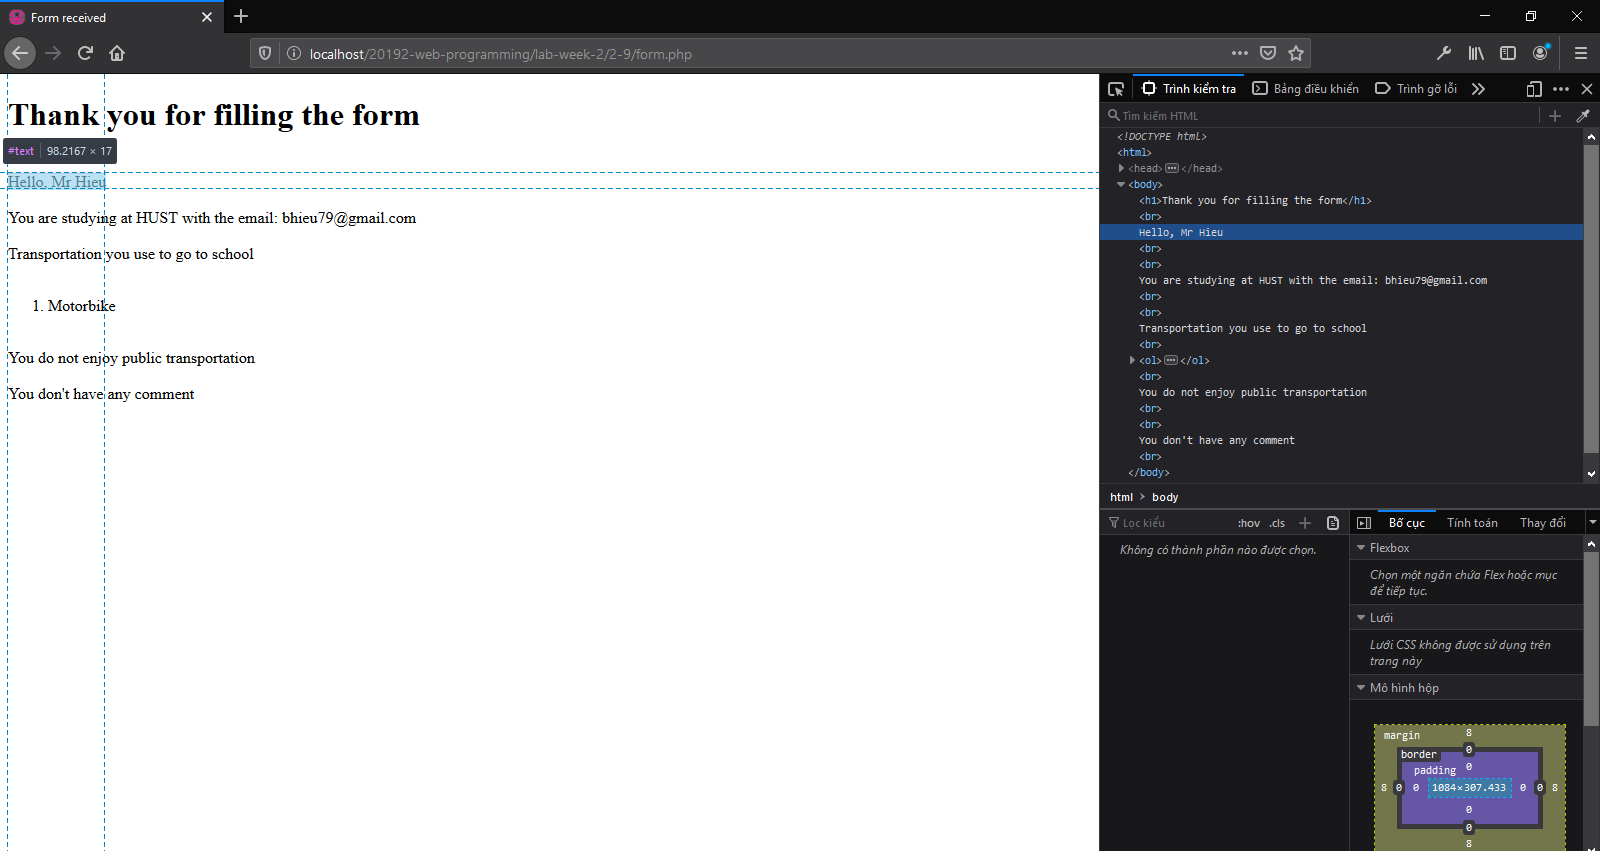 Form received
localhost/20192-web-programming/lab-week-2/2-9/form.php
Thank you for filling the form
#text 98.2167 × 17
Hello, Mr Hieu
You are studying at HUST with the email: bhieu79@gmail.com
Transportation you use to go to school
1. Motorbike
You do not enjoy public transportation
You don't have any comment
Trình kiểm tra Bảng điều khiển Trình gỡ lỗi
Tìm kiếm HTML
<!DOCTYPE html>
<html>
<head> ••• </head>
<body>
<h1>Thank you for filling the form</h1>
<br>
Hello, Mr Hieu
<br>
<br>
You are studying at HUST with the email: bhieu79@gmail.com
<br>
<br>
Transportation you use to go to school
<br>
<ol> ••• </ol>
<br>
You do not enjoy public transportation
<br>
<br>
You don't have any comment
<br>
</body>
html > body
Lọc kiểu :hov .cls
Không có thành phần nào được chọn.
Bố cục Tính toán Thay đổi
Flexbox
Chọn một ngăn chứa Flex hoặc mục
để tiếp tục.
Lưới
Lưới CSS không được sử dụng trên
trang này
Mô hình hộp
margin 8
border 0
padding 0
8 0 0 1084×307.433 0 0 8
0
0
8